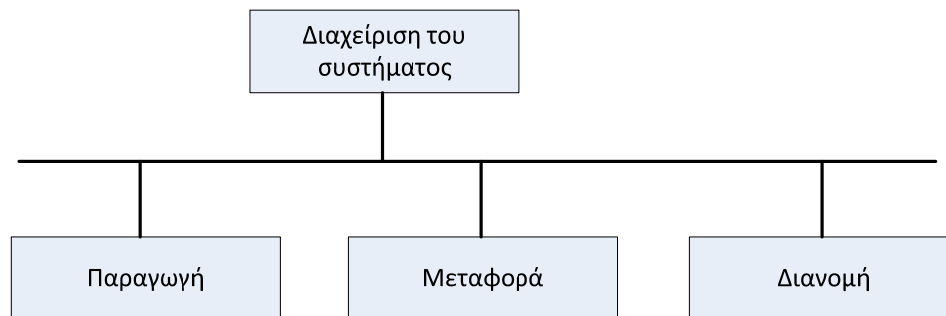 Διαχείριση του
συστήματος
Παραγωγή
Μεταφορά
Διανομή